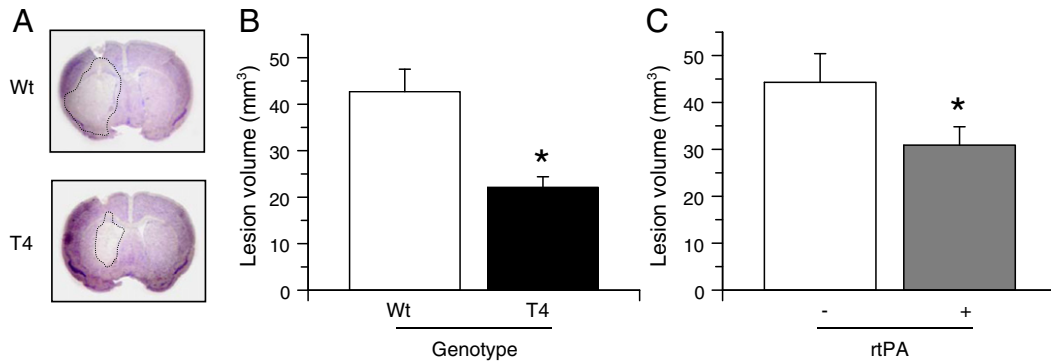 A
Wt
T4
B
Lesion volume (mm³)
50
40
30
20
10
0
*
Wt
T4
Genotype
C
Lesion volume (mm³)
50
40
30
20
10
0
*
-
+
rtPA